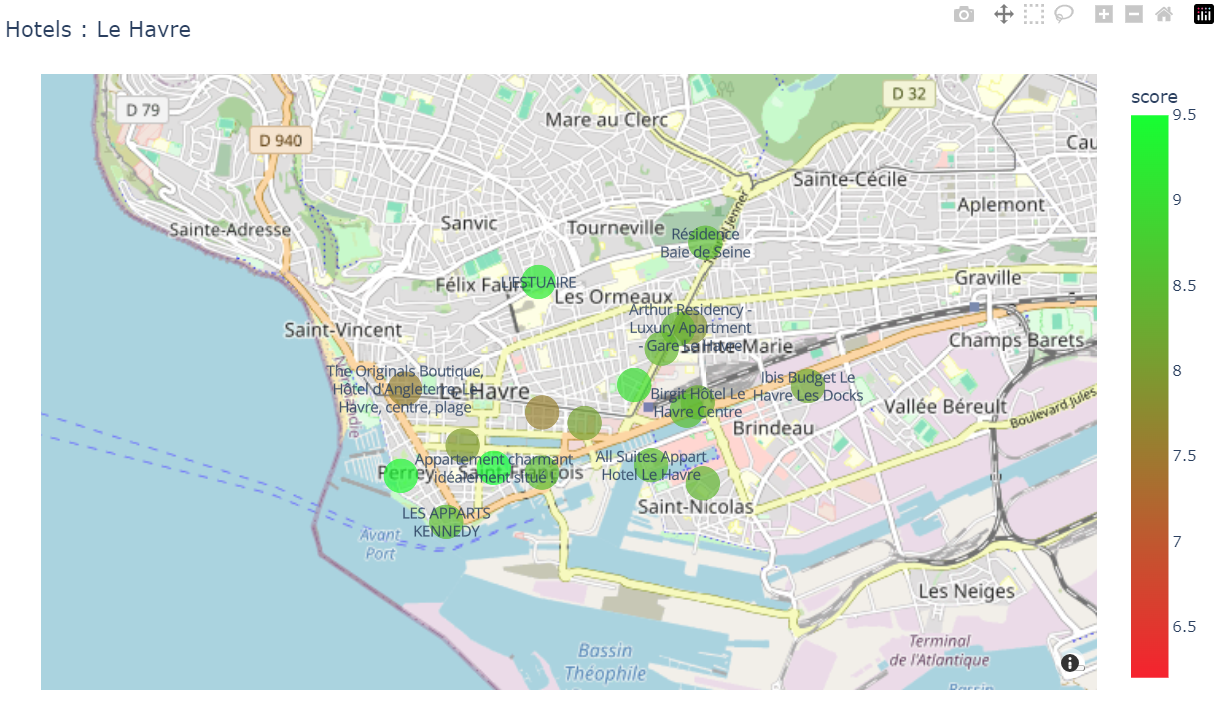 Hotels : Le Havre
score
9.5
9
8.5
8
7.5
7
6.5
D 79
D 32
D 940
Mare au Clerc
Sainte-Cécile
Aplemont
Sainte-Adresse
Sanvic
Tourneville
Résidence
Baie de Seine
Graville
L'ESTUAIRE
Les Ormeaux
Saint-Vincent
Arthur Residency -
Luxury Apartment
- Gare Le Havre
Sainte-Marie
Champs Barets
The Originals Boutique,
Hôtel d'Angleterre, Le
Havre, centre, plage
Le Havre
Birgit Hôtel Le
Havre Centre
Ibis Budget Le
Havre Les Docks
Vallée Béreult
Boulevard Jules
Brindeau
Perrey
Appartement charmant
idéalement situé !
Saint-François
All Suites Appart
Hotel Le Havre
Saint-Nicolas
LES APPARTS
KENNEDY
Avant
Port
Les Neiges
Bassin
Théophile
Terminal
de l'Atlantique